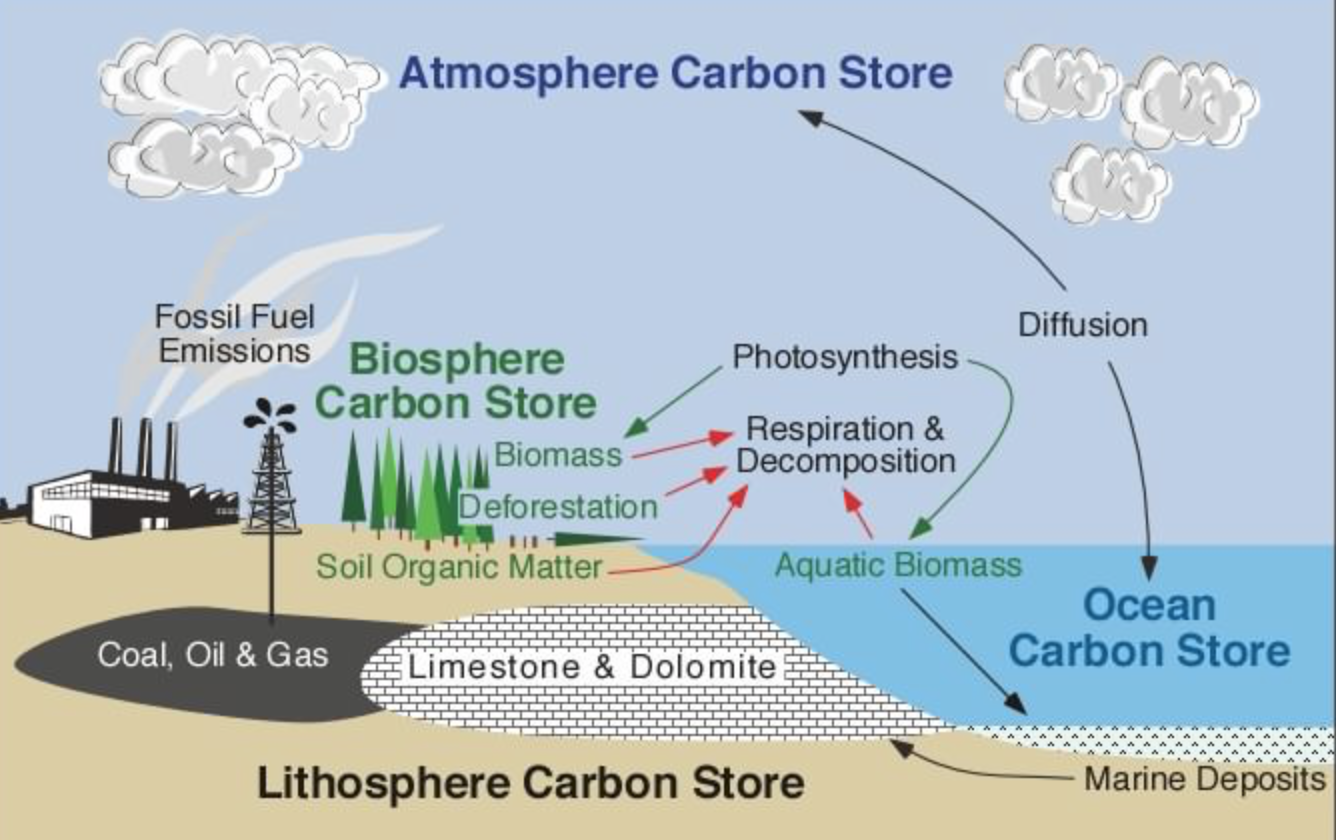 Atmosphere Carbon Store
Fossil Fuel
Emissions
Diffusion
Biosphere
Carbon Store
Photosynthesis
Respiration &
Decomposition
Biomass
Deforestation
Soil Organic Matter
Aquatic Biomass
Ocean
Carbon Store
Coal, Oil & Gas
Limestone & Dolomite
Lithosphere Carbon Store
Marine Deposits